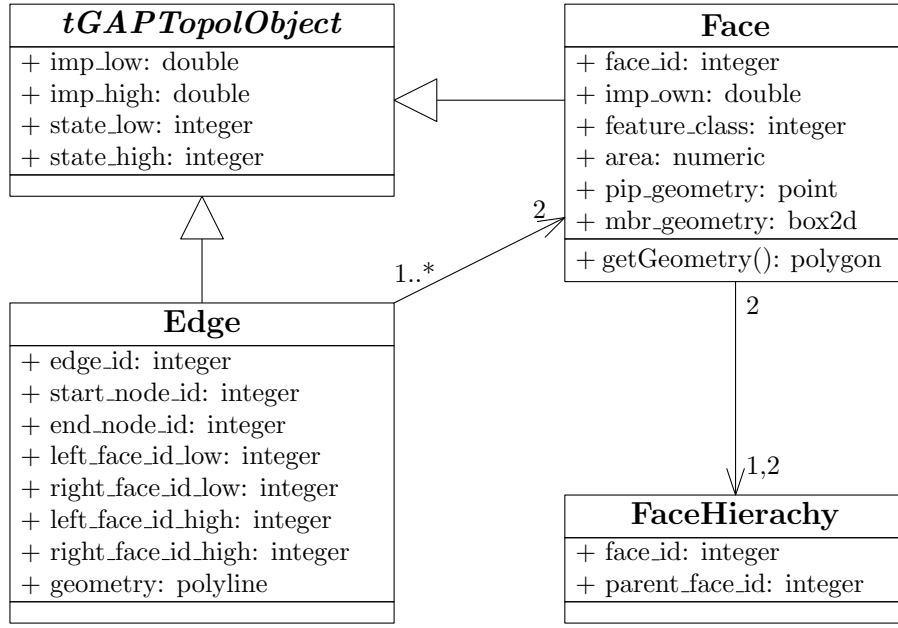 tGAPTopolObject
+ imp_low: double
+ imp_high: double
+ state_low: integer
+ state_high: integer
Face
+ face_id: integer
+ imp_own: double
+ feature_class: integer
+ area: numeric
+ pip_geometry: point
+ mbr_geometry: box2d
+ getGeometry(): polygon
2
1..*
2
1,2
Edge
+ edge_id: integer
+ start_node_id: integer
+ end_node_id: integer
+ left_face_id_low: integer
+ right_face_id_low: integer
+ left_face_id_high: integer
+ right_face_id_high: integer
+ geometry: polyline
FaceHierachy
+ face_id: integer
+ parent_face_id: integer